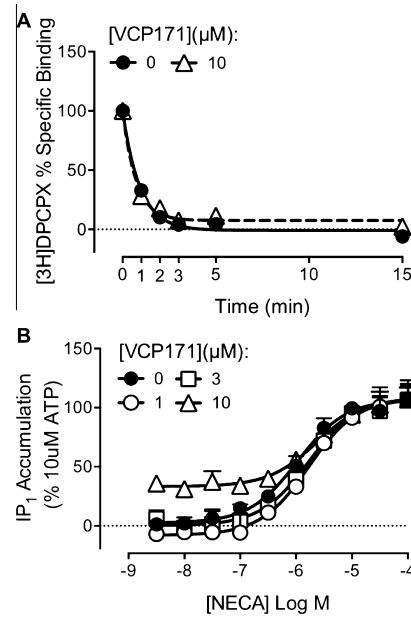 A
[VCP171](µM):
0 10
150
100
50
0
[3H]DPCPX % Specific Binding
0 1 2 3 5 10 15
Time (min)
B
[VCP171](µM):
0 3
1 10
150
100
50
0
IP1 Accumulation
(% 10uM ATP)
-9 -8 -7 -6 -5 -4
[NECA] Log M